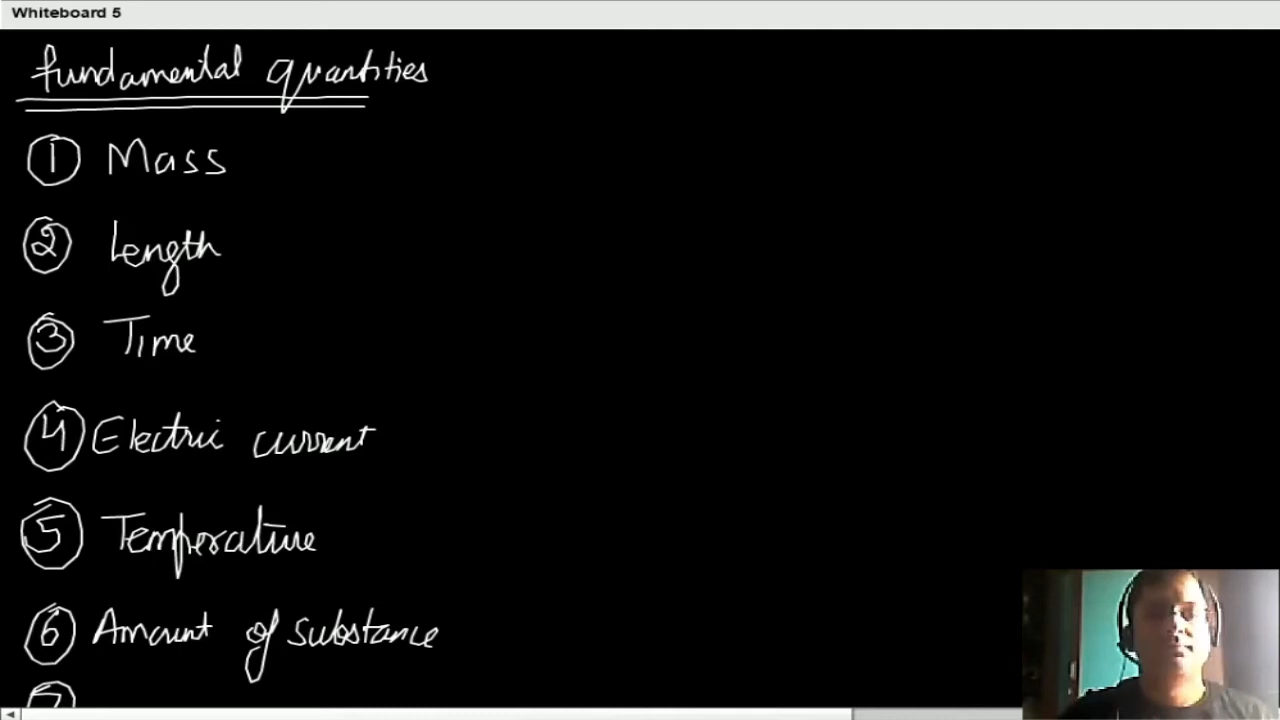 Whiteboard 5
fundamental quantities
1 Mass
2 Length
3 Time
4 Electric current
5 Temperature
6 Amount of substance
7